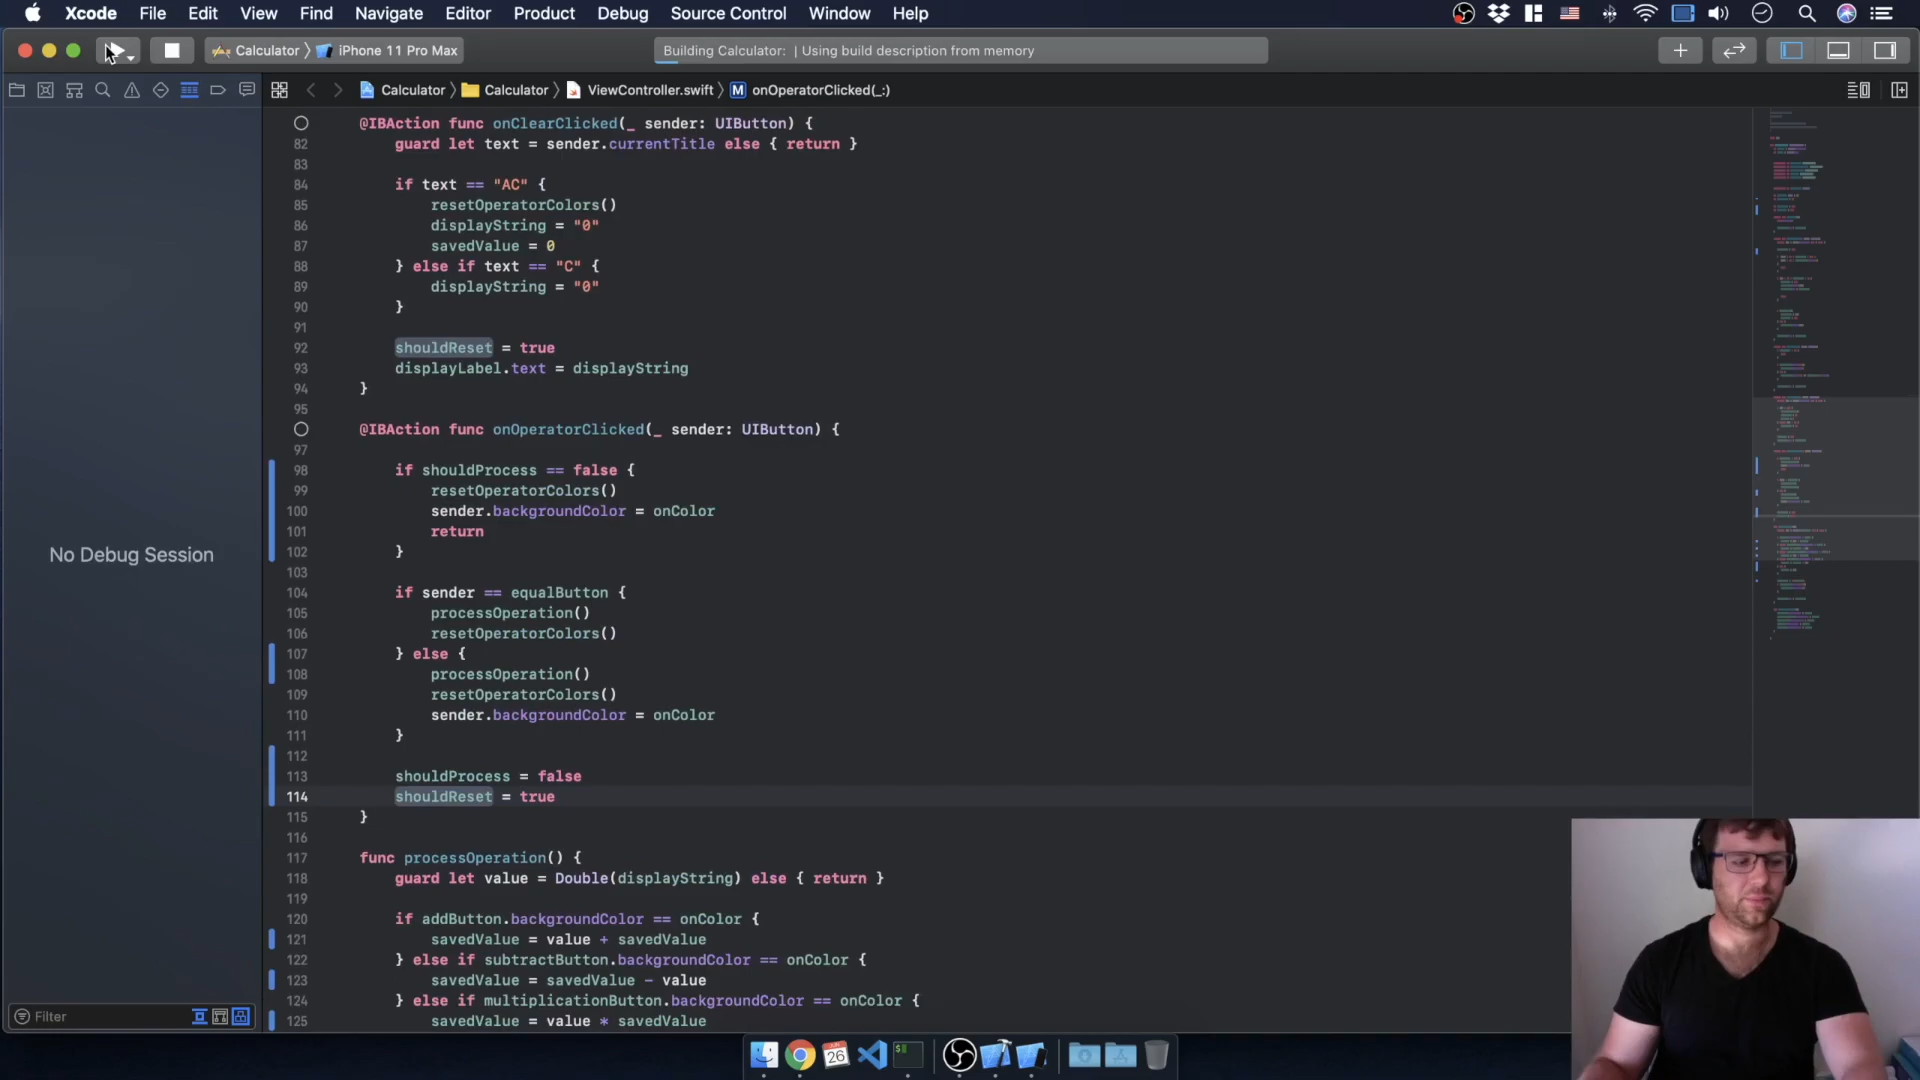 Xcode File Edit View Find Navigate Editor Product Debug Source Control Window Help
Calculator iPhone 11 Pro Max Building Calculator: | Using build description from memory
Calculator Calculator ViewController.swift M onOperatorClicked(_:)
@IBAction func onClearClicked(_ sender: UIButton) {
82 guard let text = sender.currentTitle else { return }
83
84 if text == "AC" {
85 resetOperatorColors()
86 displayString = "0"
87 savedValue = 0
88 } else if text == "C" {
89 displayString = "0"
90 }
91
92 shouldReset = true
93 displayLabel.text = displayString
94 }
95
@IBAction func onOperatorClicked(_ sender: UIButton) {
97
98 if shouldProcess == false {
99 resetOperatorColors()
100 sender.backgroundColor = onColor
101 return
102 }
103
104 if sender == equalButton {
105 processOperation()
106 resetOperatorColors()
107 } else {
108 processOperation()
109 resetOperatorColors()
110 sender.backgroundColor = onColor
111 }
112
113 shouldProcess = false
114 shouldReset = true
115 }
116
117 func processOperation() {
118 guard let value = Double(displayString) else { return }
119
120 if addButton.backgroundColor == onColor {
121 savedValue = value + savedValue
122 } else if subtractButton.backgroundColor == onColor {
123 savedValue = savedValue - value
124 } else if multiplicationButton.backgroundColor == onColor {
125 savedValue = value * savedValue
No Debug Session
Filter
JUN
26